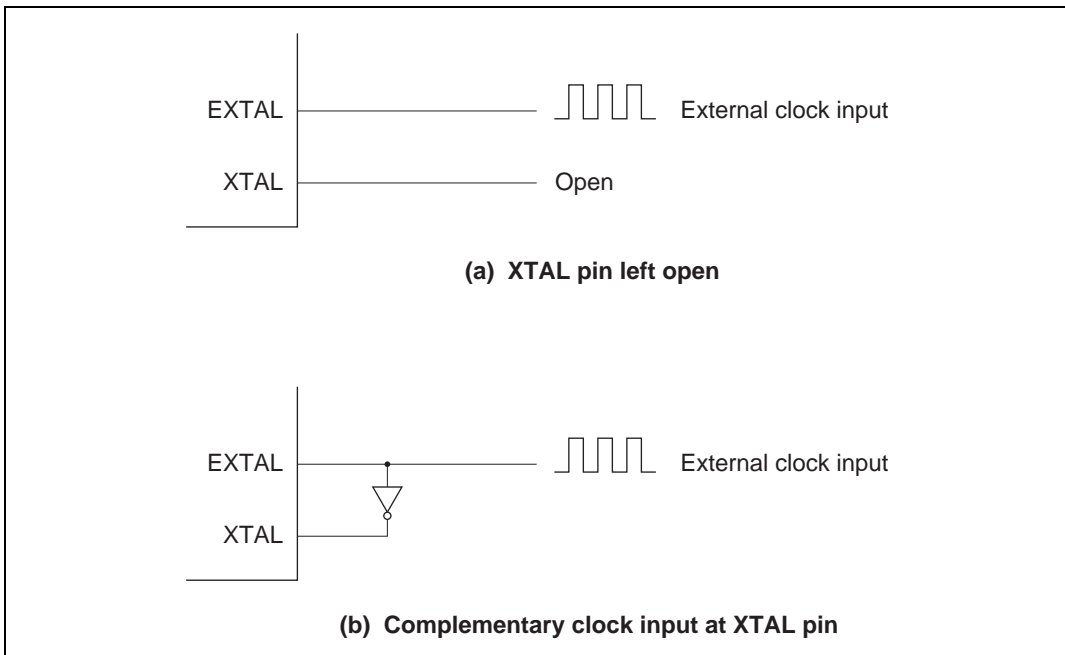 EXTAL
External clock input
XTAL
Open
(a) XTAL pin left open
EXTAL
External clock input
XTAL
(b) Complementary clock input at XTAL pin